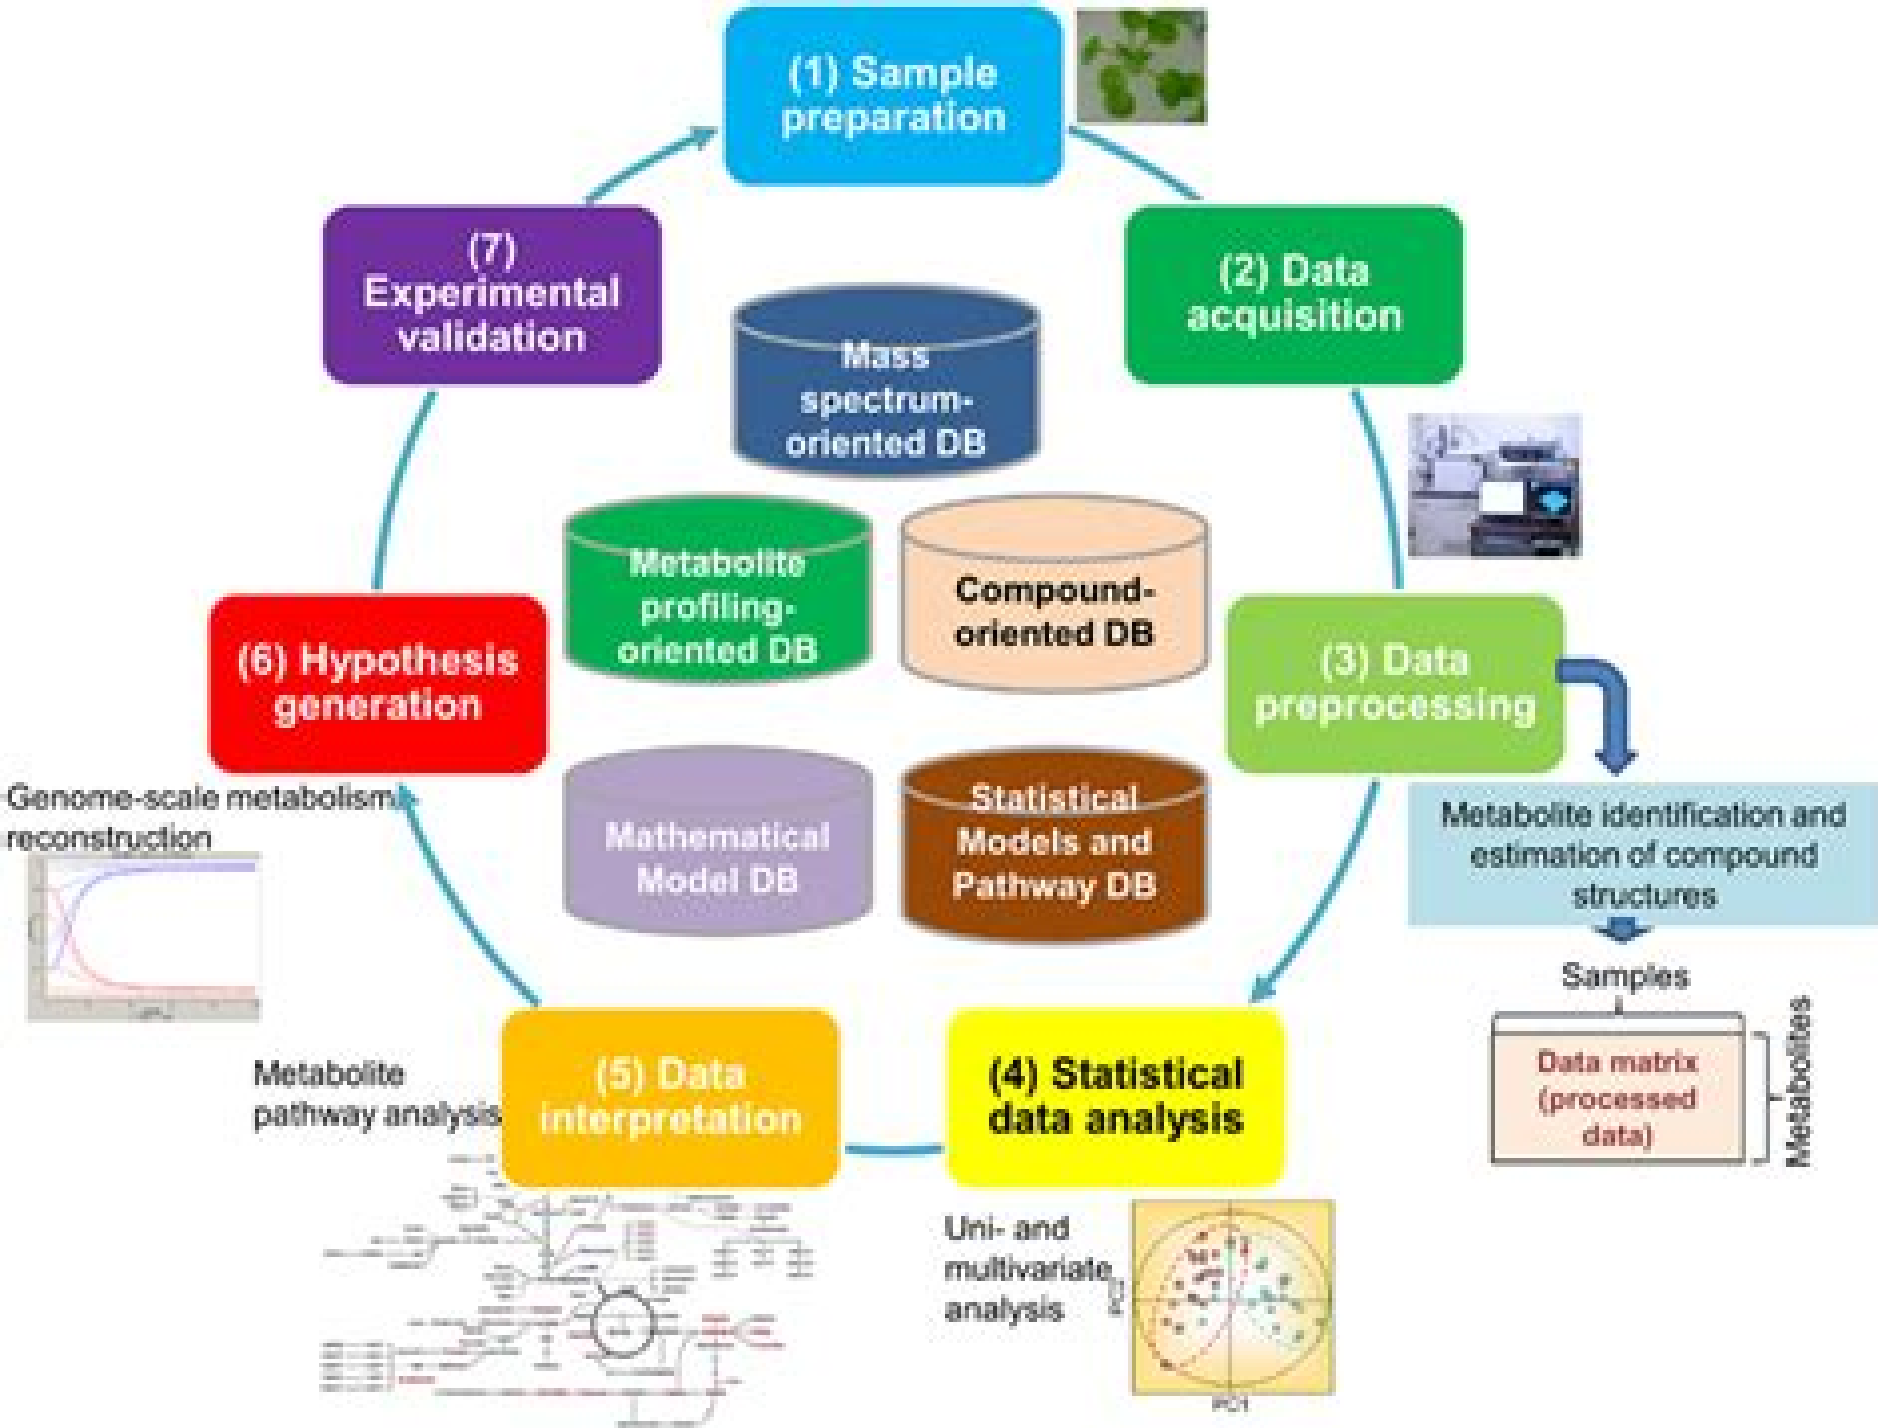 (1) Sample
preparation
(2) Data
acquisition
(3) Data
preprocessing
Metabolite identification and
estimation of compound
structures
Samples
Data matrix
(processed
data)
Metabolites
(4) Statistical
data analysis
Uni- and
multivariate
analysis
PC2
PC1
(5) Data
interpretation
Metabolite
pathway analysis
(6) Hypothesis
generation
Genome-scale metabolism
reconstruction
(7)
Experimental
validation
Mass
spectrum-
oriented DB
Metabolite
profiling-
oriented DB
Compound-
oriented DB
Mathematical
Model DB
Statistical
Models and
Pathway DB